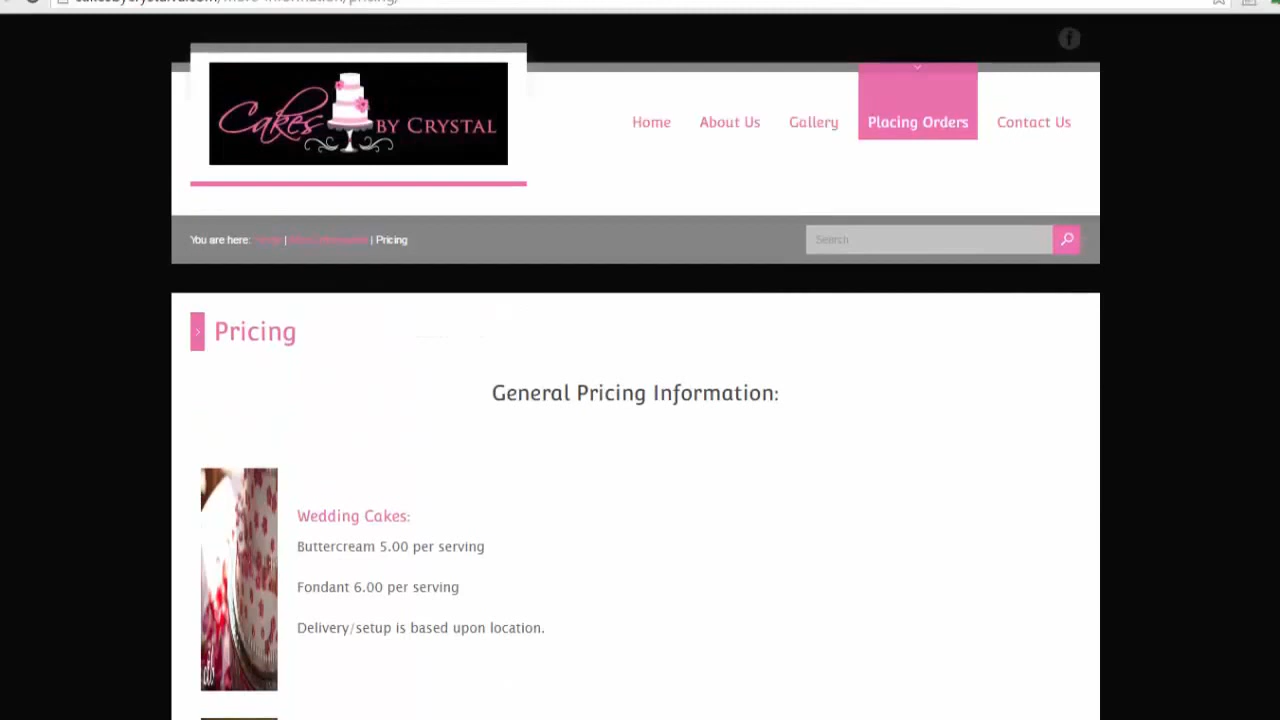 Cakes BY CRYSTAL
Home About Us Gallery Placing Orders Contact Us
You are here: | | Pricing
Search
Pricing
General Pricing Information:
Wedding Cakes:
Buttercream 5.00 per serving
Fondant 6.00 per serving
Delivery/setup is based upon location.